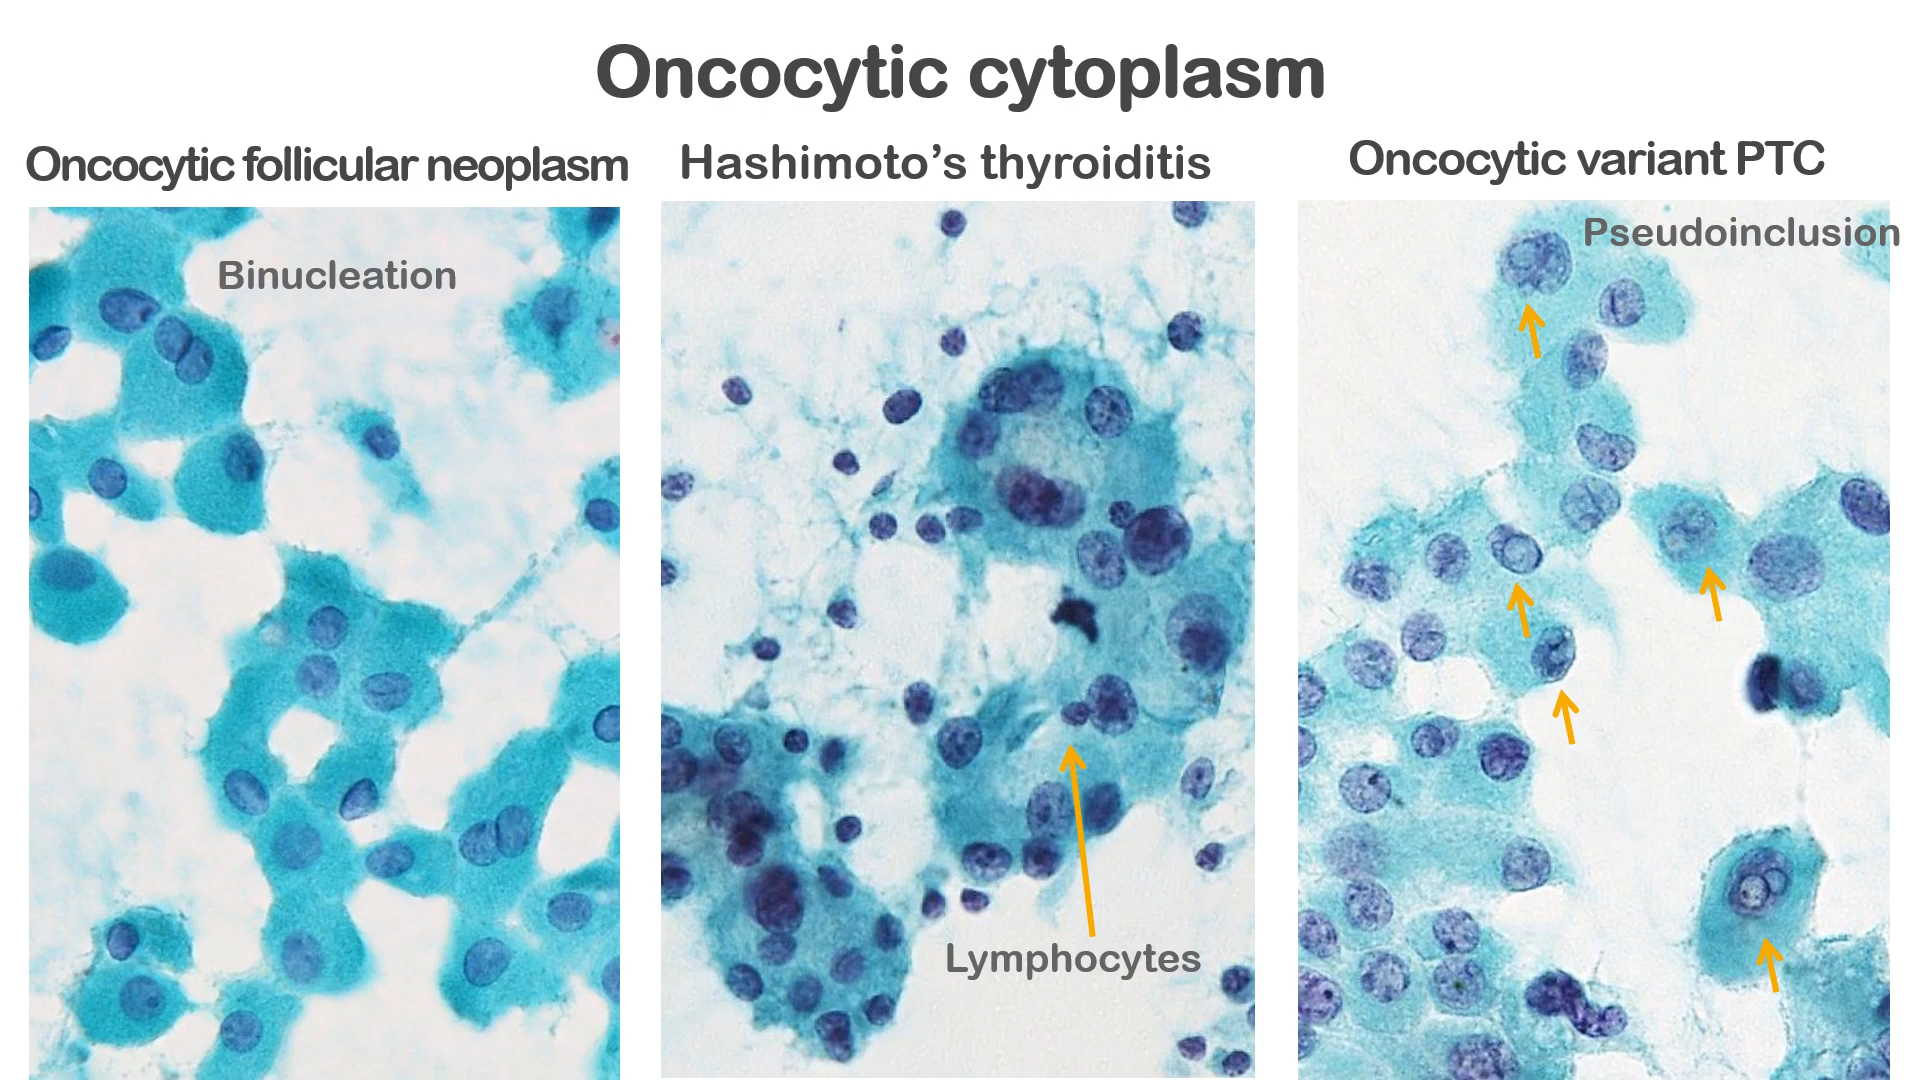 Oncocytic cytoplasm
Oncocytic follicular neoplasm
Hashimoto’s thyroiditis
Oncocytic variant PTC
Binucleation
Pseudoinclusion
Lymphocytes